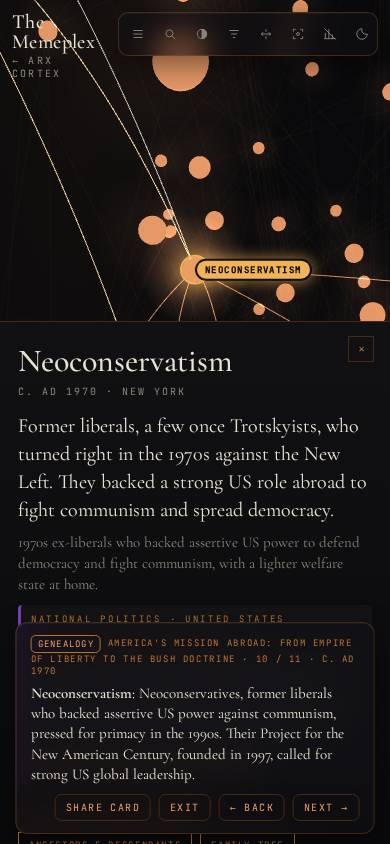 The
Memeplex
← ARX
CORTEX
NEOCONSERVATISM
Neoconservatism
×
C. AD 1970 · NEW YORK
Former liberals, a few once Trotskyists, who
turned right in the 1970s against the New
Left. They backed a strong US role abroad to
fight communism and spread democracy.
1970s ex-liberals who backed assertive US power to defend
democracy and fight communism, with a lighter welfare
state at home.
NATIONAL POLITICS · UNITED STATES
GENEALOGY AMERICA'S MISSION ABROAD: FROM EMPIRE
OF LIBERTY TO THE BUSH DOCTRINE · 10 / 11 · C. AD
1970
Neoconservatism: Neoconservatives, former liberals
who backed assertive US power against communism,
pressed for primacy in the 1990s. Their Project for the
New American Century, founded in 1997, called for
strong US global leadership.
SHARE CARD EXIT ← BACK NEXT →
ANCESTORS & DESCENDANTS FAMILY TREE